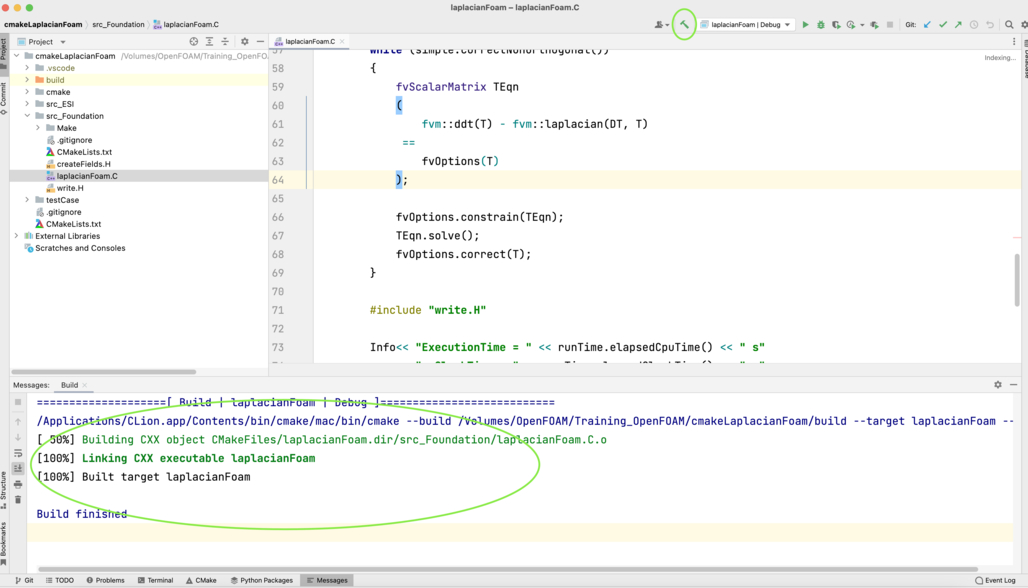 laplacianFoam – laplacianFoam.C
cmakeLaplacianFoam src_Foundation laplacianFoam.C
laplacianFoam | Debug
Git:
Project
laplacianFoam.C
Indexing...
Project
Commit
Structure
Bookmarks
cmakeLaplacianFoam /Volumes/OpenFOAM/Training_OpenFO
.vscode
build
cmake
src_ESI
src_Foundation
Make
.gitignore
CMakeLists.txt
createFields.H
laplacianFoam.C
write.H
testCase
.gitignore
CMakeLists.txt
External Libraries
Scratches and Consoles
57 while (simple.correctNonOrthogonal())
58 {
59 fvScalarMatrix TEqn
60 (
61 fvm::ddt(T) - fvm::laplacian(DT, T)
62 ==
63 fvOptions(T)
64 );
65
66 fvOptions.constrain(TEqn);
67 TEqn.solve();
68 fvOptions.correct(T);
69 }
70
71 #include "write.H"
72
73 Info<< "ExecutionTime = " << runTime.elapsedCpuTime() << " s"
Messages: Build
====================[ Build | laplacianFoam | Debug ]===========================
/Applications/CLion.app/Contents/bin/cmake/mac/bin/cmake --build /Volumes/OpenFOAM/Training_OpenFOAM/cmakeLaplacianFoam/build --target laplacianFoam --
[ 50%] Building CXX object CMakeFiles/laplacianFoam.dir/src_Foundation/laplacianFoam.C.o
[100%] Linking CXX executable laplacianFoam
[100%] Built target laplacianFoam
Build finished
Git TODO Problems Terminal CMake Python Packages Messages Event Log